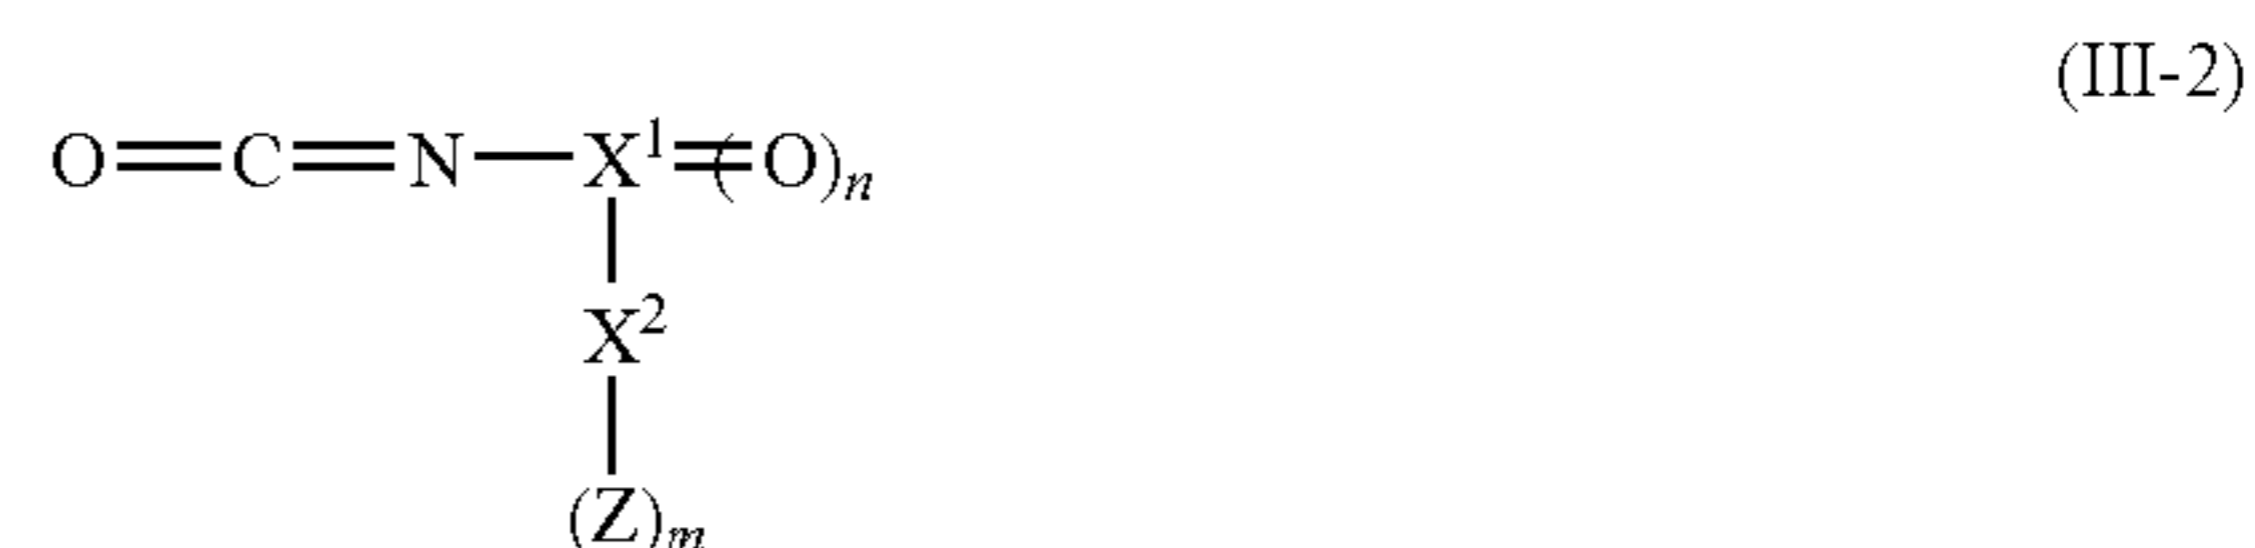 (III-2)
O=C=N—X¹=(O)ₙ
X²
(Z)ₘ